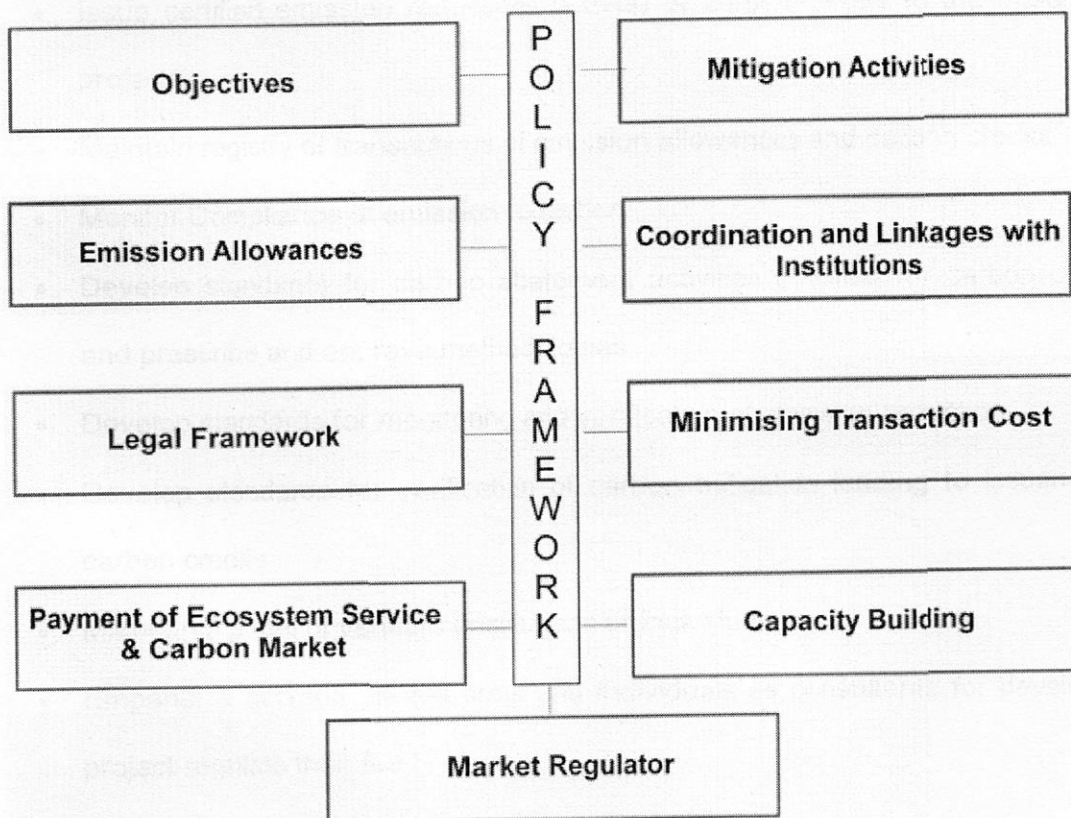 Objectives
POLICY FRAMEWORK
Mitigation Activities
Emission Allowances
Coordination and Linkages with
Institutions
Legal Framework
Minimising Transaction Cost
Payment of Ecosystem Service
& Carbon Market
Capacity Building
Market Regulator